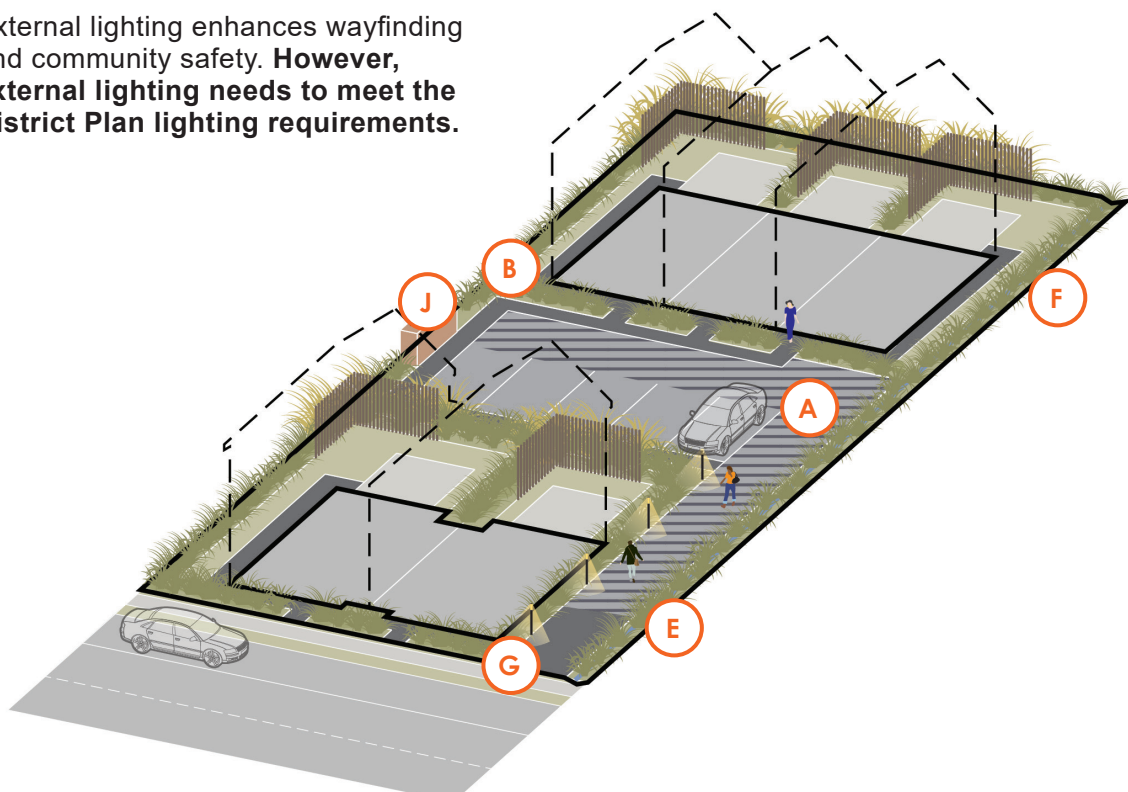 xternal lighting enhances wayfinding
nd community safety. However,
xternal lighting needs to meet the
istrict Plan lighting requirements.
B
F
J
A
E
G